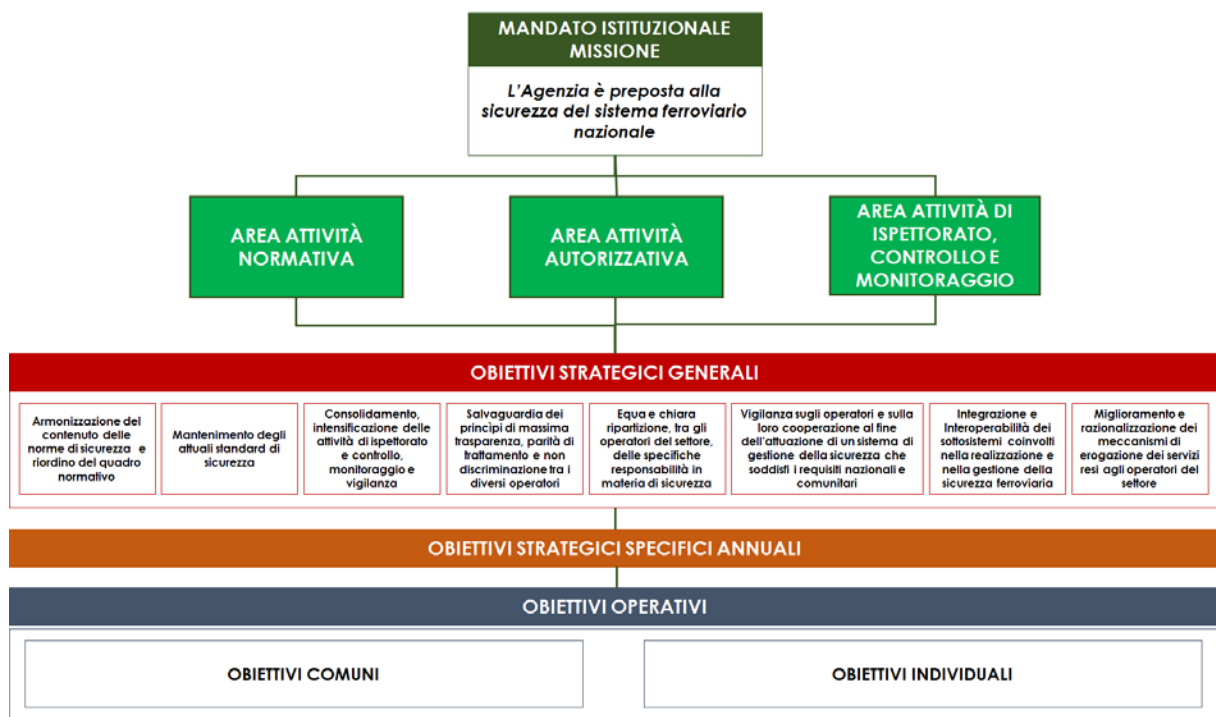 MANDATO ISTITUZIONALE
MISSIONE
L'Agenzia è preposta alla
sicurezza del sistema ferroviario
nazionale
AREA ATTIVITÀ
NORMATIVA
AREA ATTIVITÀ
AUTORIZZATIVA
AREA ATTIVITÀ DI
ISPETTORATO,
CONTROLLO E
MONITORAGGIO
OBIETTIVI STRATEGICI GENERALI
Armonizzazione del
contenuto delle
norme di sicurezza e
riordino del quadro
normativo
Mantenimento degli
attuali standard di
sicurezza
Consolidamento,
intensificazione delle
attività di ispettorato
e controllo,
monitoraggio e
vigilanza
Salvaguardia dei
princìpi di massima
trasparenza, parità di
trattamento e non
discriminazione tra i
diversi operatori
Equa e chiara
ripartizione, tra gli
operatori del settore,
delle specifiche
responsabilità in
materia di sicurezza
Vigilanza sugli operatori e sulla
loro cooperazione al fine
dell'attuazione di un sistema di
gestione della sicurezza che
soddisfi i requisiti nazionali e
comunitari
Integrazione e
Interoperabilità dei
sottosistemi coinvolti
nella realizzazione e
nella gestione della
sicurezza ferroviaria
Miglioramento e
razionalizzazione dei
meccanismi di
erogazione dei servizi
resi agli operatori del
settore
OBIETTIVI STRATEGICI SPECIFICI ANNUALI
OBIETTIVI OPERATIVI
OBIETTIVI COMUNI
OBIETTIVI INDIVIDUALI